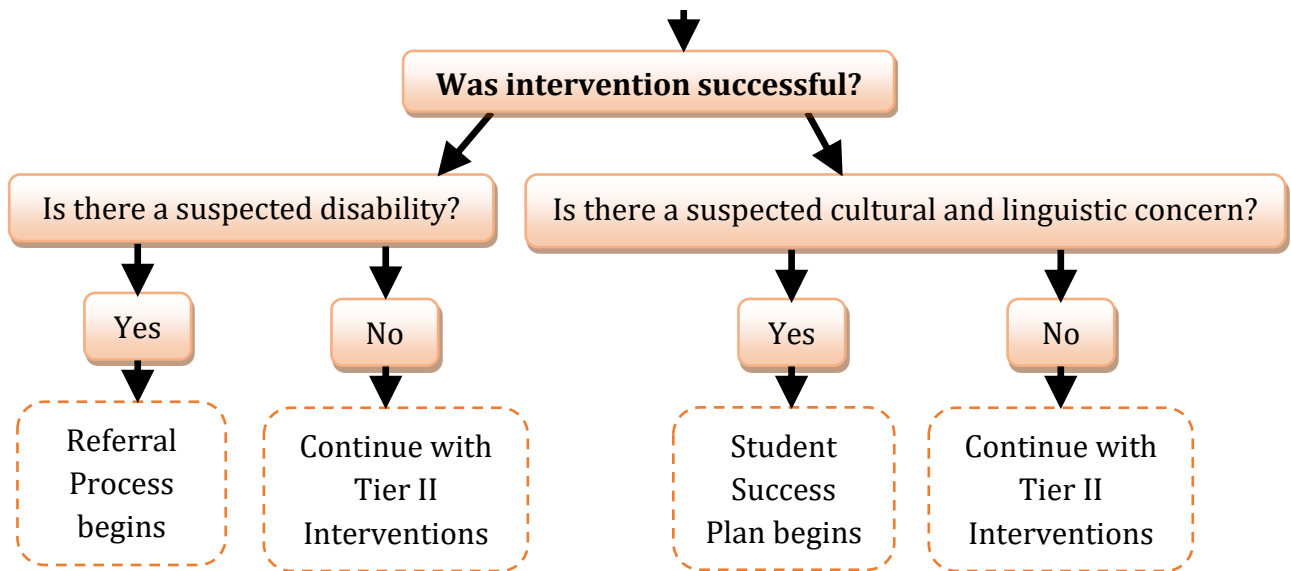 Was intervention successful?
Is there a suspected disability?
Is there a suspected cultural and linguistic concern?
Yes
No
Yes
No
Referral
Process
begins
Continue with
Tier II
Interventions
Student
Success
Plan begins
Continue with
Tier II
Interventions